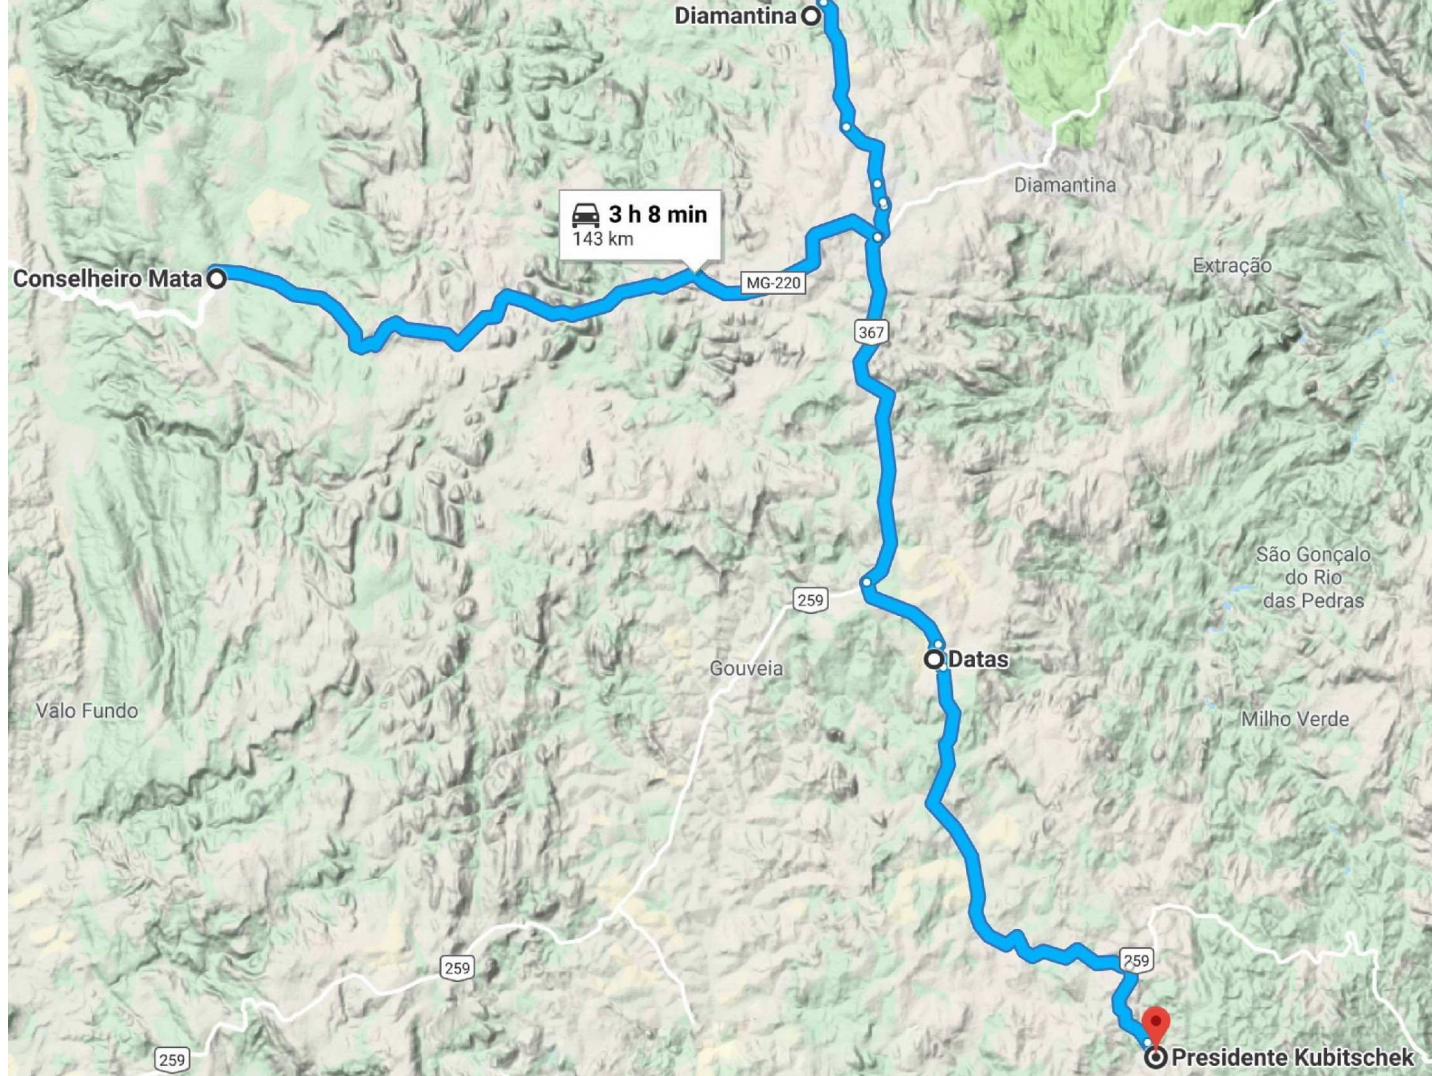 Diamantina
Diamantina
3 h 8 min
143 km
Extração
Conselheiro Mata
MG-220
367
São Gonçalo
do Rio
das Pedras
259
Datas
Gouveia
Valo Fundo
Milho Verde
259
259
259
Presidente Kubitschek